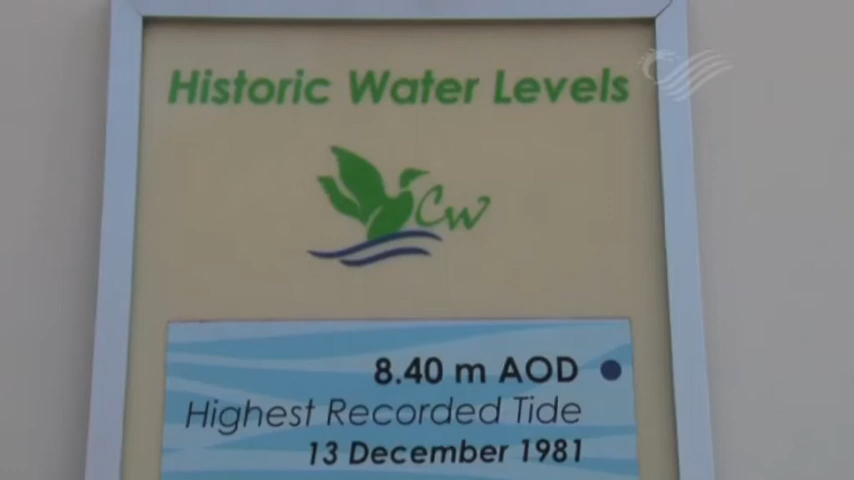 Historic Water Levels
CW
8.40 m AOD
Highest Recorded Tide
13 December 1981